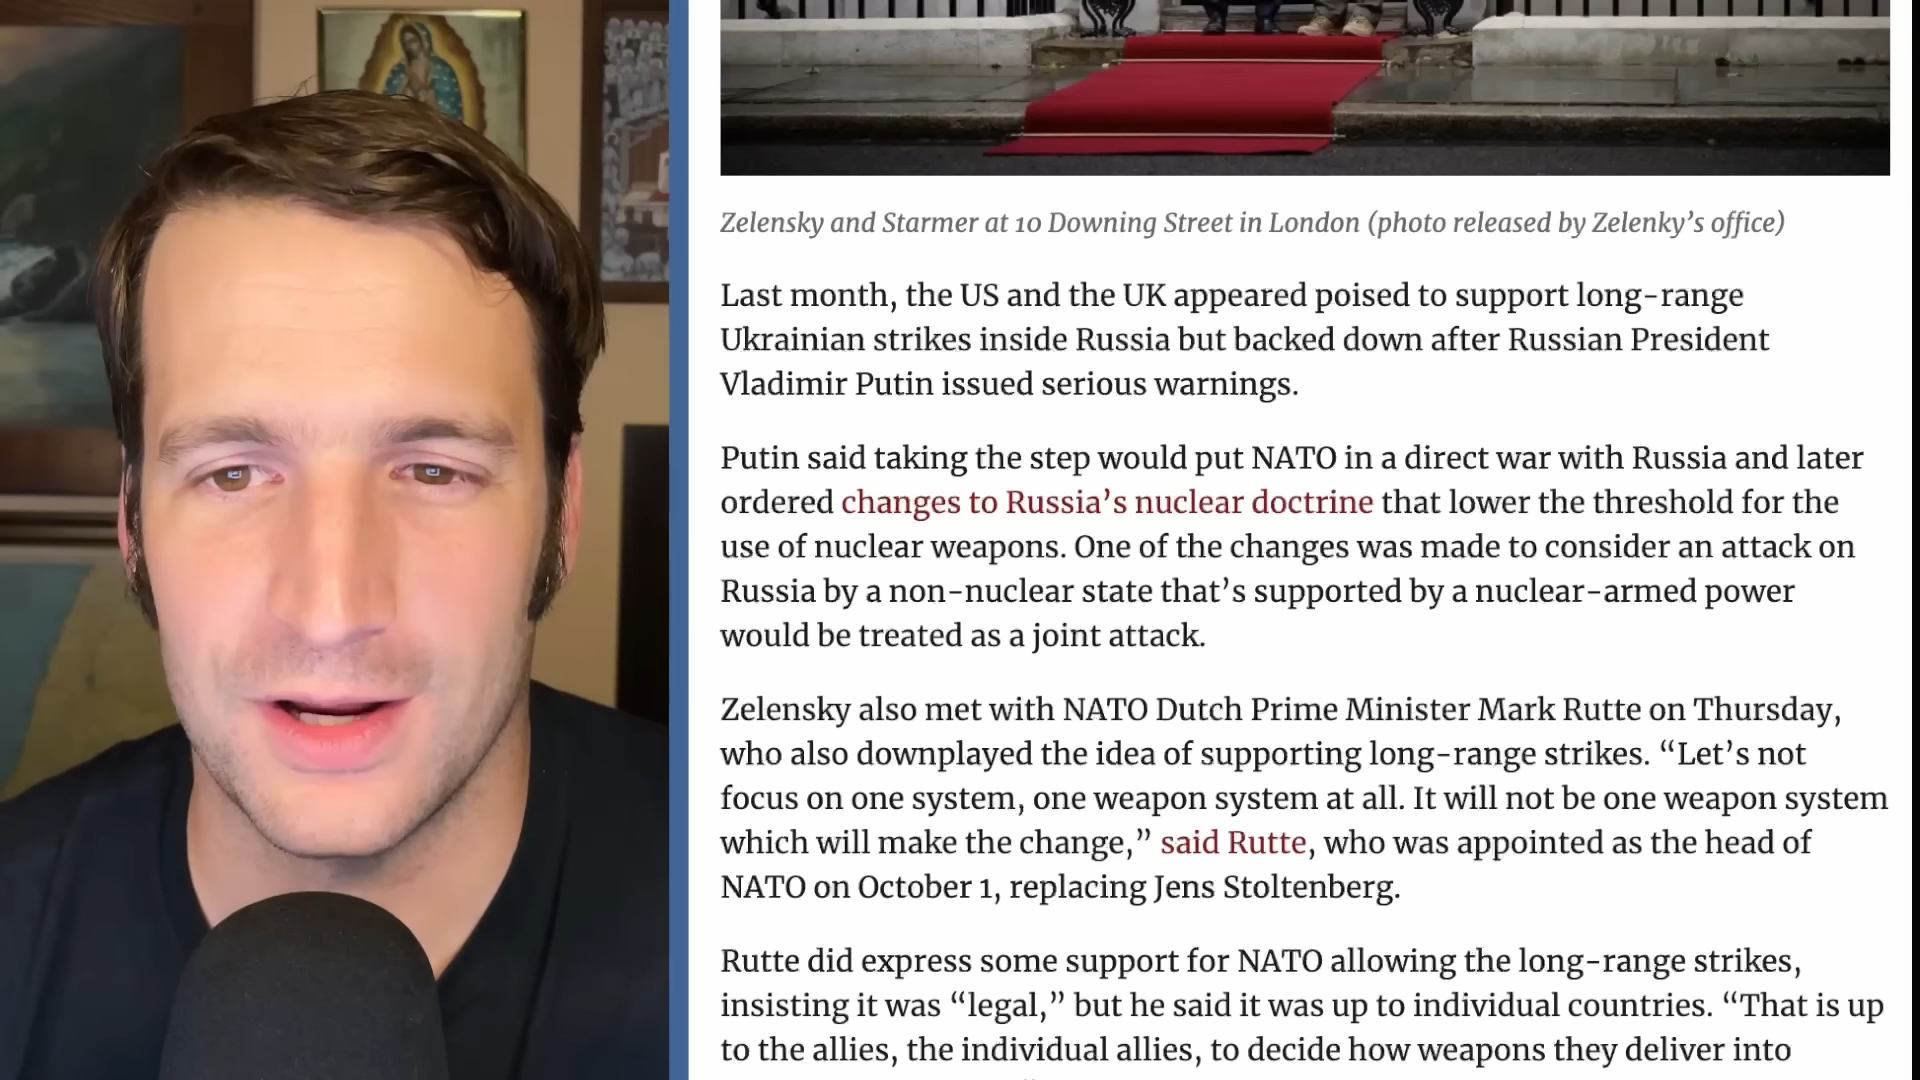 Zelensky and Starmer at 10 Downing Street in London (photo released by Zelenky’s office)
Last month, the US and the UK appeared poised to support long-range
Ukrainian strikes inside Russia but backed down after Russian President
Vladimir Putin issued serious warnings.
Putin said taking the step would put NATO in a direct war with Russia and later
ordered changes to Russia’s nuclear doctrine that lower the threshold for the
use of nuclear weapons. One of the changes was made to consider an attack on
Russia by a non-nuclear state that’s supported by a nuclear-armed power
would be treated as a joint attack.
Zelensky also met with NATO Dutch Prime Minister Mark Rutte on Thursday,
who also downplayed the idea of supporting long-range strikes. “Let’s not
focus on one system, one weapon system at all. It will not be one weapon system
which will make the change,” said Rutte, who was appointed as the head of
NATO on October 1, replacing Jens Stoltenberg.
Rutte did express some support for NATO allowing the long-range strikes,
insisting it was “legal,” but he said it was up to individual countries. “That is up
to the allies, the individual allies, to decide how weapons they deliver into